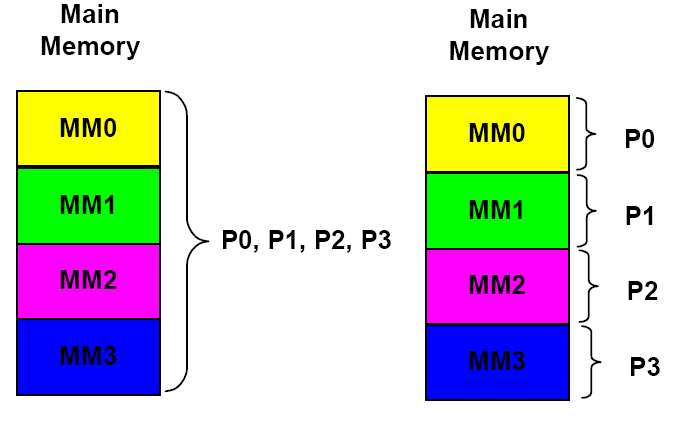 Main
Memory
MM0
MM1
MM2
MM3
P0, P1, P2, P3
Main
Memory
MM0
MM1
MM2
MM3
P0
P1
P2
P3